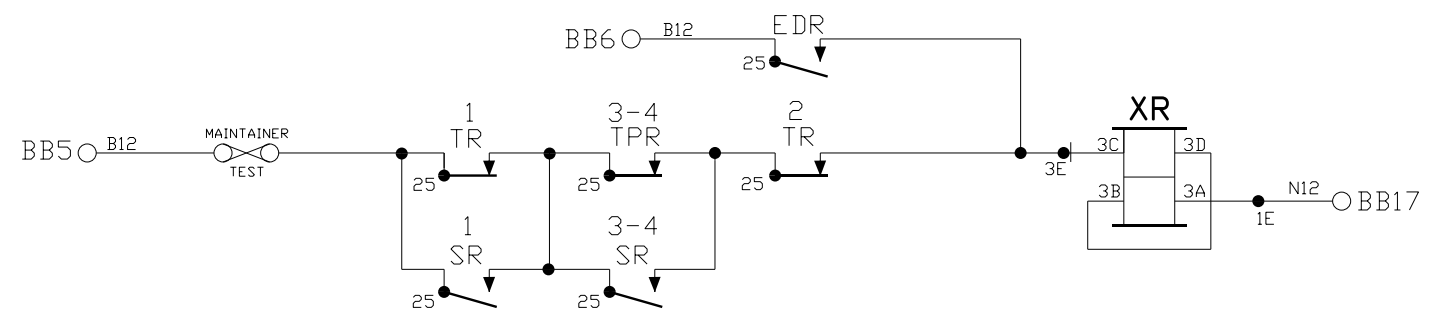 EDR
BB6 B12
25
XR
1 3-4 2
TR TPR TR
MAINTAINER
BB5 B12
TEST
3C 3D
3E
25 25 25
3B 3A N12
BB17
1E
1 3-4
SR SR
25 25